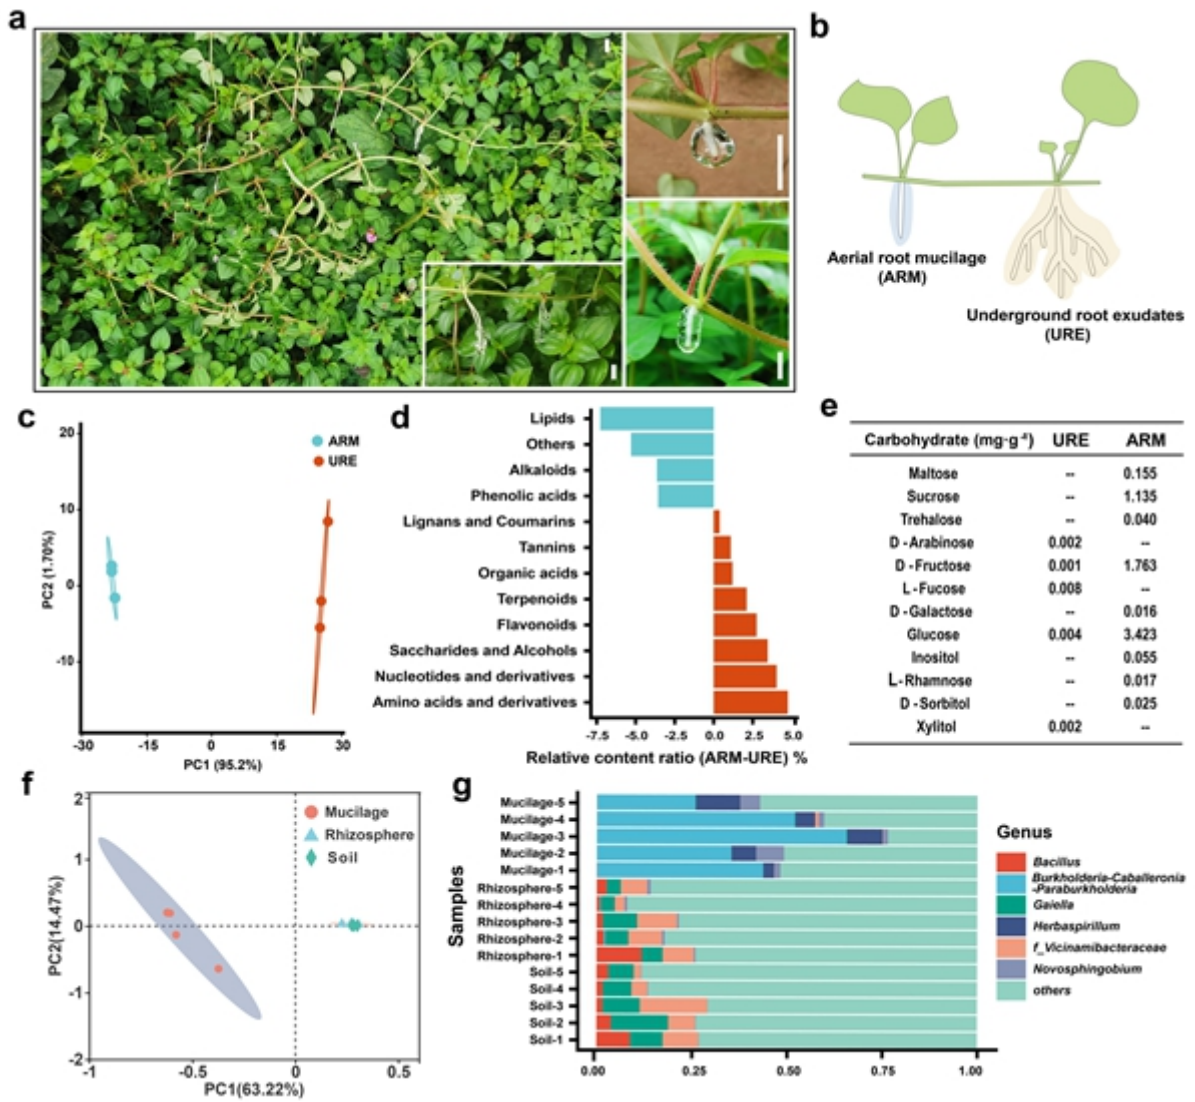 a
b
Aerial root mucilage
(ARM)
Underground root exudates
(URE)
c
20
10
0
-10
PC2 (1.70%)
ARM
URE
-30
-15
0
15
30
PC1 (95.2%)
d
Lipids
Others
Alkaloids
Phenolic acids
Lignans and Coumarins
Tannins
Organic acids
Terpenoids
Flavonoids
Saccharides and Alcohols
Nucleotides and derivatives
Amino acids and derivatives
-7.5 -5.0 -2.5 0.0 2.5 5.0
Relative content ratio (ARM-URE) %
e
Carbohydrate (mg·g⁻¹) URE ARM
Maltose -- 0.155
Sucrose -- 1.135
Trehalose -- 0.040
D - Arabinose 0.002 --
D - Fructose 0.001 1.763
L - Fucose 0.008 --
D - Galactose -- 0.016
Glucose 0.004 3.423
Inositol -- 0.055
L - Rhamnose -- 0.017
D - Sorbitol -- 0.025
Xylitol 0.002 --
f
2
1
0
-1
-2
PC2(14.47%)
Mucilage
Rhizosphere
Soil
-1
-0.5
0
0.5
PC1(63.22%)
g
Samples
Mucilage-5
Mucilage-4
Mucilage-3
Mucilage-2
Mucilage-1
Rhizosphere-5
Rhizosphere-4
Rhizosphere-3
Rhizosphere-2
Rhizosphere-1
Soil-5
Soil-4
Soil-3
Soil-2
Soil-1
0.00 0.25 0.50 0.75 1.00
Genus
Bacillus
Burkholderia-Caballeronia
-Paraburkholderia
Gaiella
Herbaspirillum
f_Vicinamibacteraceae
Novosphingobium
others